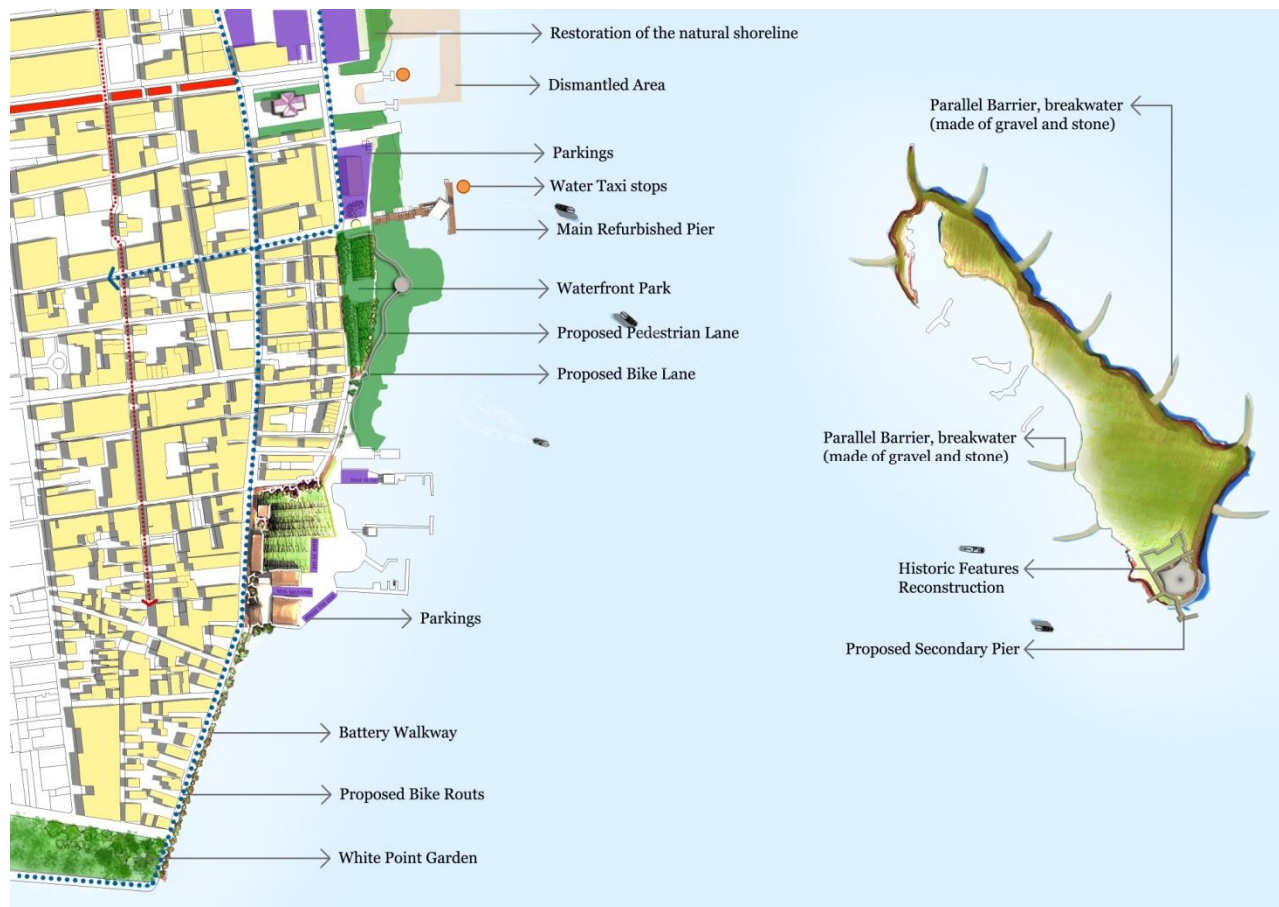 Restoration of the natural shoreline
Dismantled Area
Parkings
Water Taxi stops
Main Refurbished Pier
Waterfront Park
Proposed Pedestrian Lane
Proposed Bike Lane
Parkings
Battery Walkway
Proposed Bike Routs
White Point Garden
Parallel Barrier, breakwater
(made of gravel and stone)
Parallel Barrier, breakwater
(made of gravel and stone)
Historic Features
Reconstruction
Proposed Secondary Pier